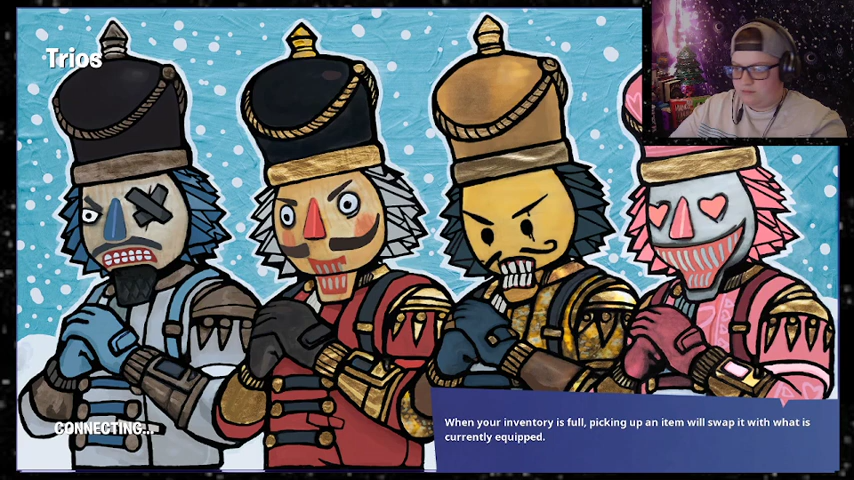 Trios
CONNECTING...
When your inventory is full, picking up an item will swap it with what is
currently equipped.